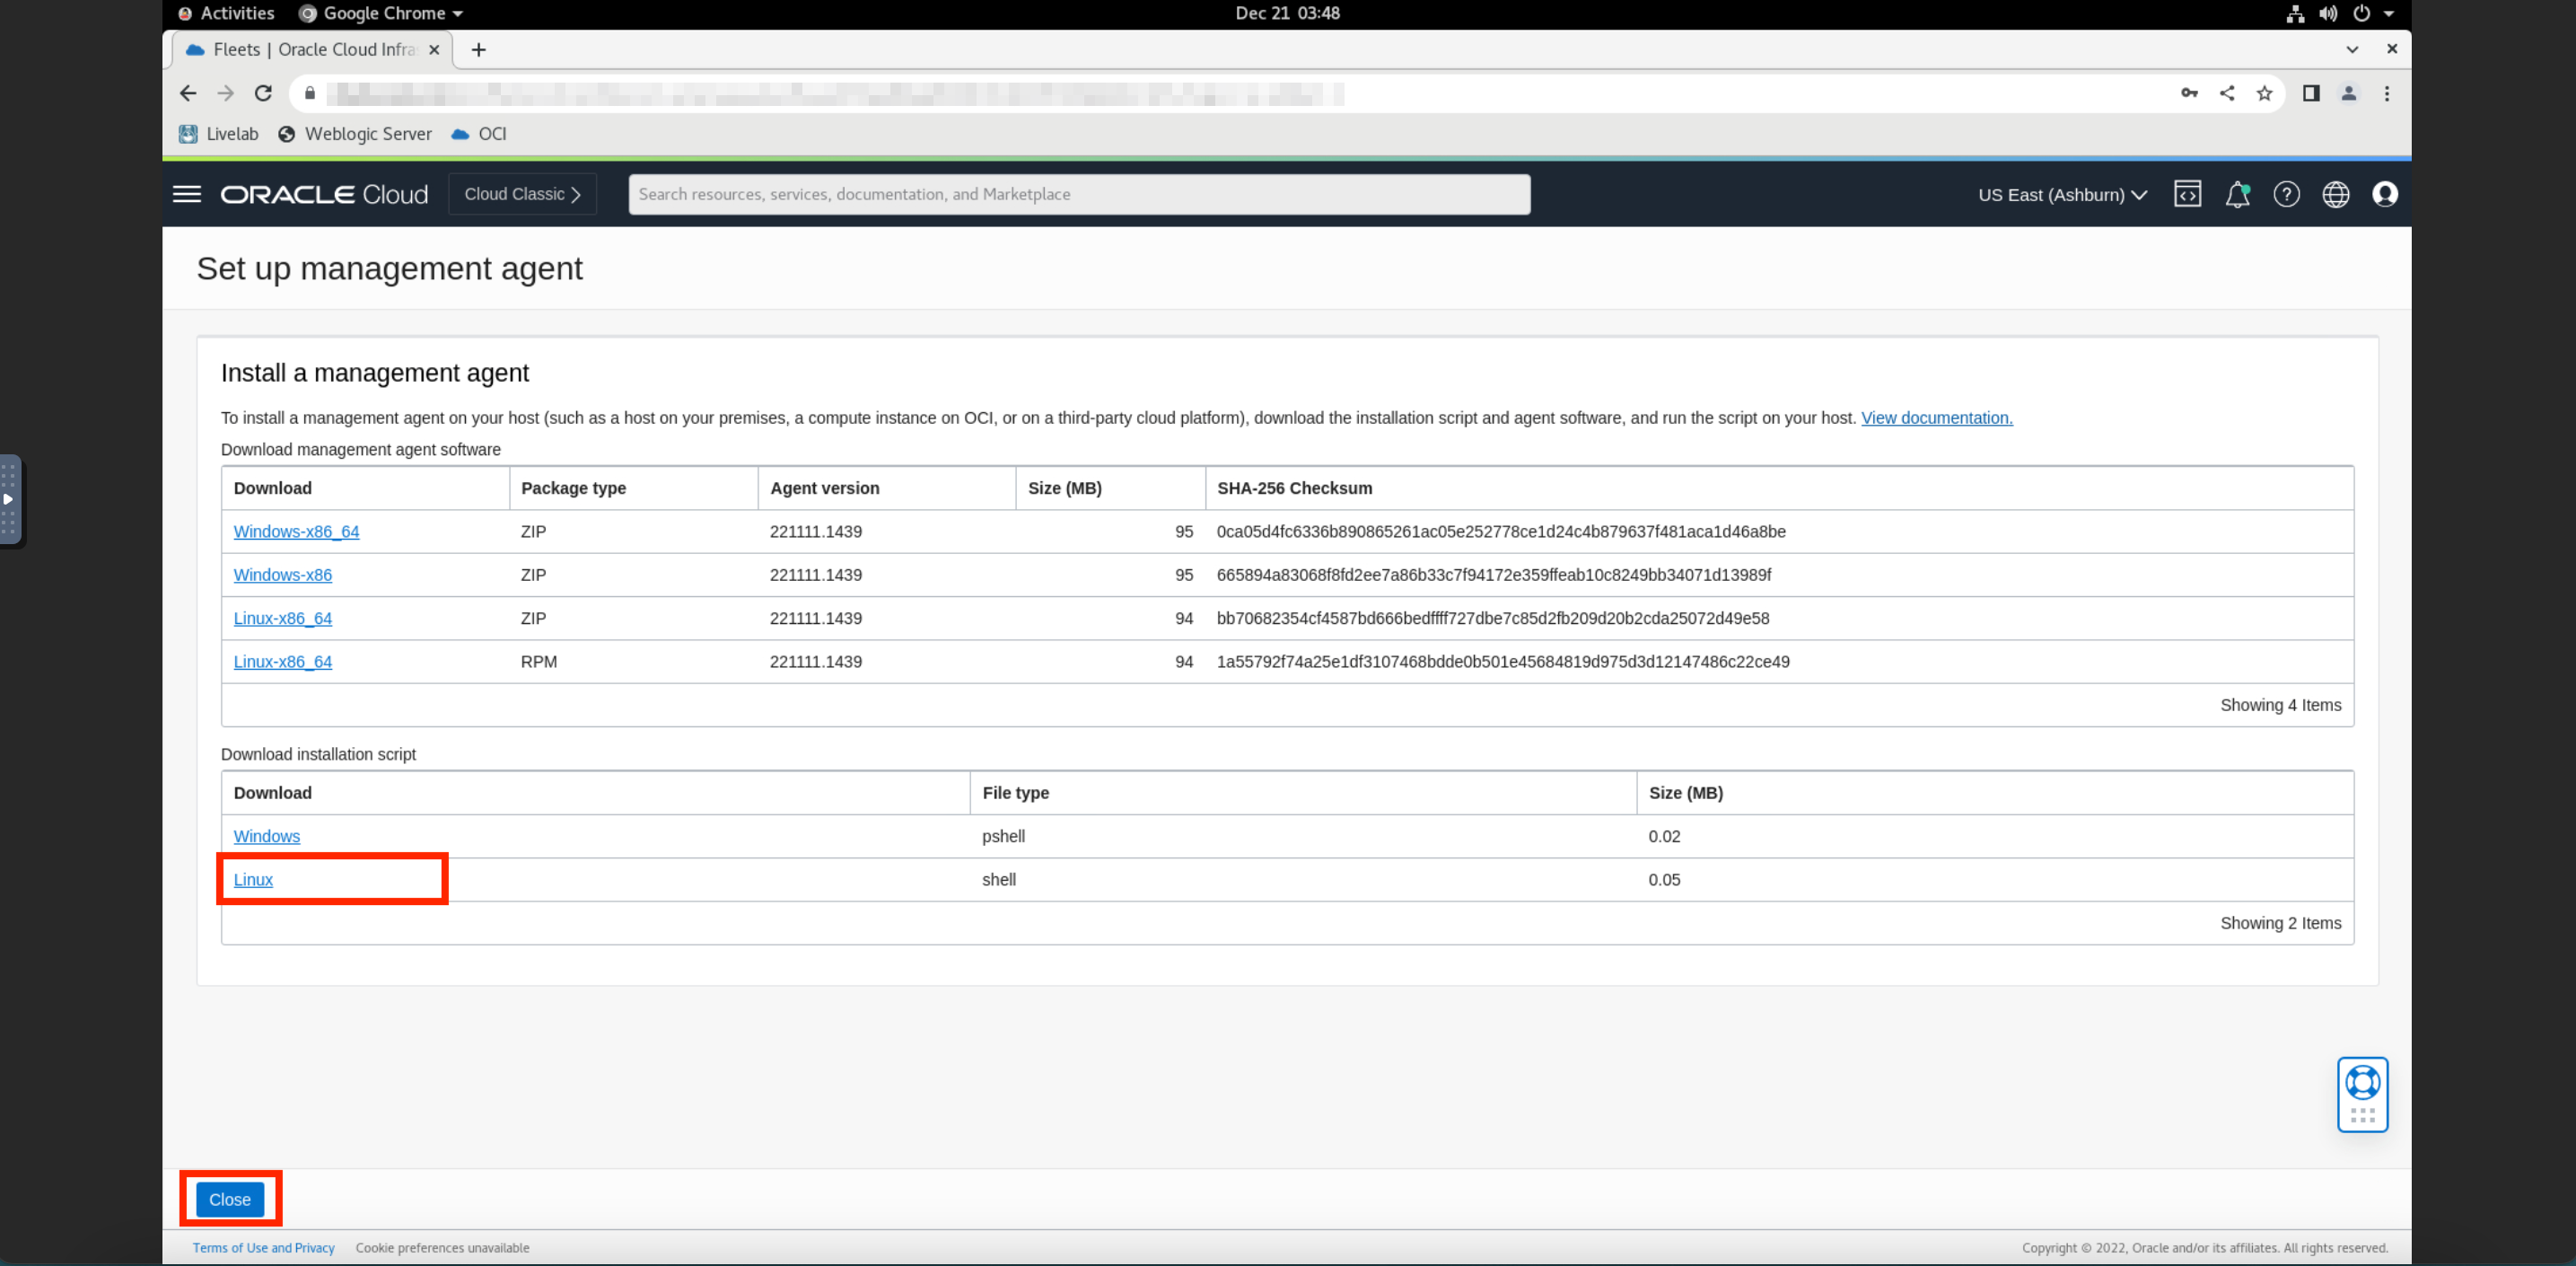 Activities Google Chrome Dec 21 03:48
Fleets | Oracle Cloud Infra
Livelab Weblogic Server OCI
ORACLE Cloud Cloud Classic Search resources, services, documentation, and Marketplace US East (Ashburn)
Set up management agent
Install a management agent
To install a management agent on your host (such as a host on your premises, a compute instance on OCI, or on a third-party cloud platform), download the installation script and agent software, and run the script on your host. View documentation.
Download management agent software
Download Package type Agent version Size (MB) SHA-256 Checksum
Windows-x86_64 ZIP 221111.1439 95 0ca05d4fc6336b890865261ac05e252778ce1d24c4b879637f481aca1d46a8be
Windows-x86 ZIP 221111.1439 95 665894a83068f8fd2ee7a86b33c7f94172e359ffeab10c8249bb34071d13989f
Linux-x86_64 ZIP 221111.1439 94 bb70682354cf4587bd666bedffff727dbe7c85d2fb209d20b2cda25072d49e58
Linux-x86_64 RPM 221111.1439 94 1a55792f74a25e1df3107468bdde0b501e45684819d975d3d12147486c22ce49
Showing 4 Items
Download installation script
Download File type Size (MB)
Windows pshell 0.02
Linux shell 0.05
Showing 2 Items
Close
Terms of Use and Privacy Cookie preferences unavailable Copyright © 2022, Oracle and/or its affiliates. All rights reserved.